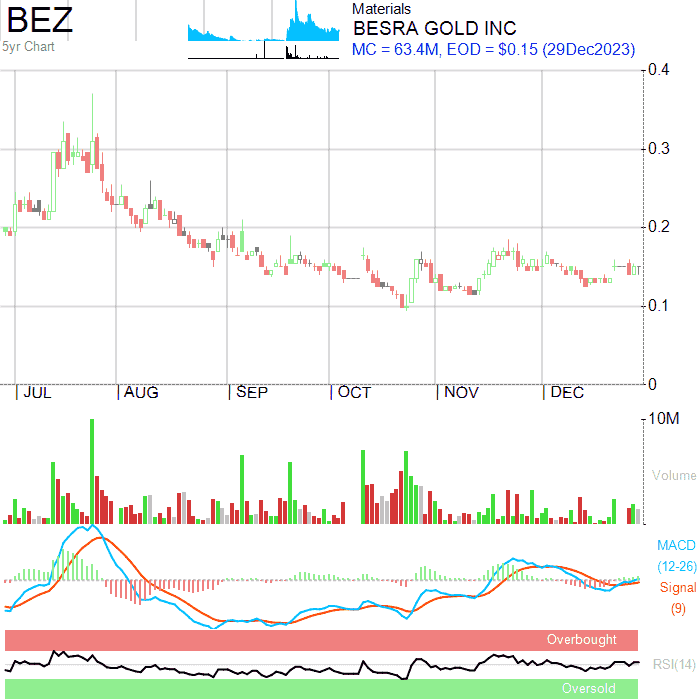 BEZ
5yr Chart
Materials
BESRA GOLD INC
MC = 63.4M, EOD = $0.15 (29Dec2023)
0.4
0.3
0.2
0.1
0
JUL AUG SEP OCT NOV DEC
10M
Volume
MACD
(12-26)
Signal
(9)
Overbought
RSI(14)
Oversold